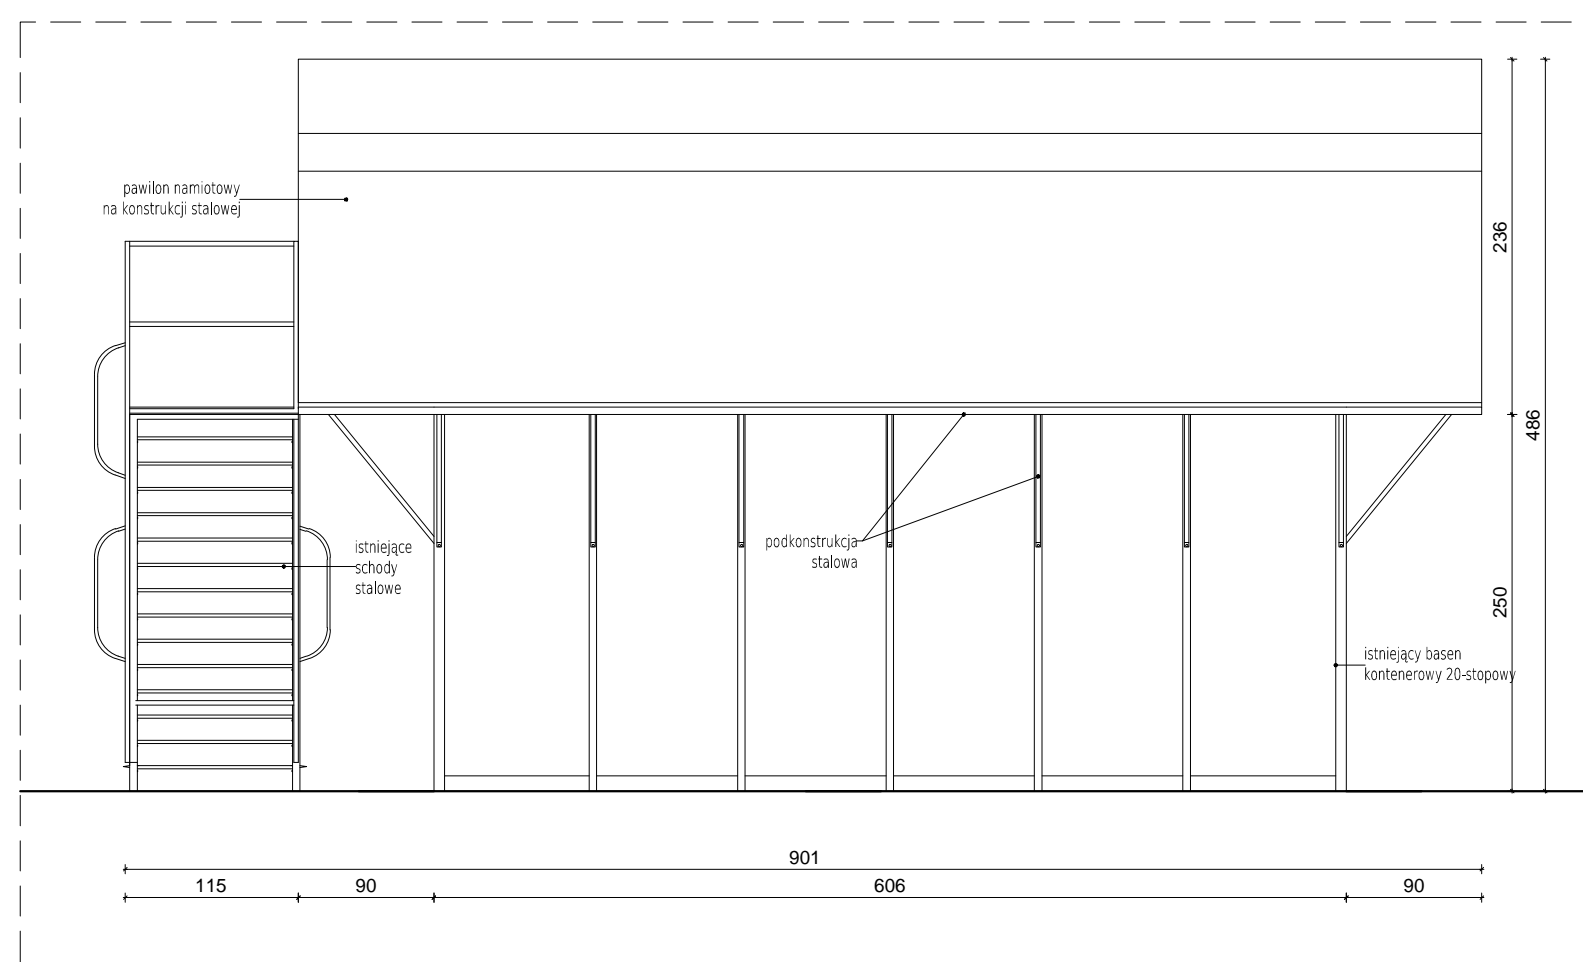 pawilon namiotowy
na konstrukcji stalowej
236
486
podkonstrukcja
stalowa
istniejące
schody
stalowe
250
istniejący basen
kontenerowy 20-stopowy
901
115
90
606
90